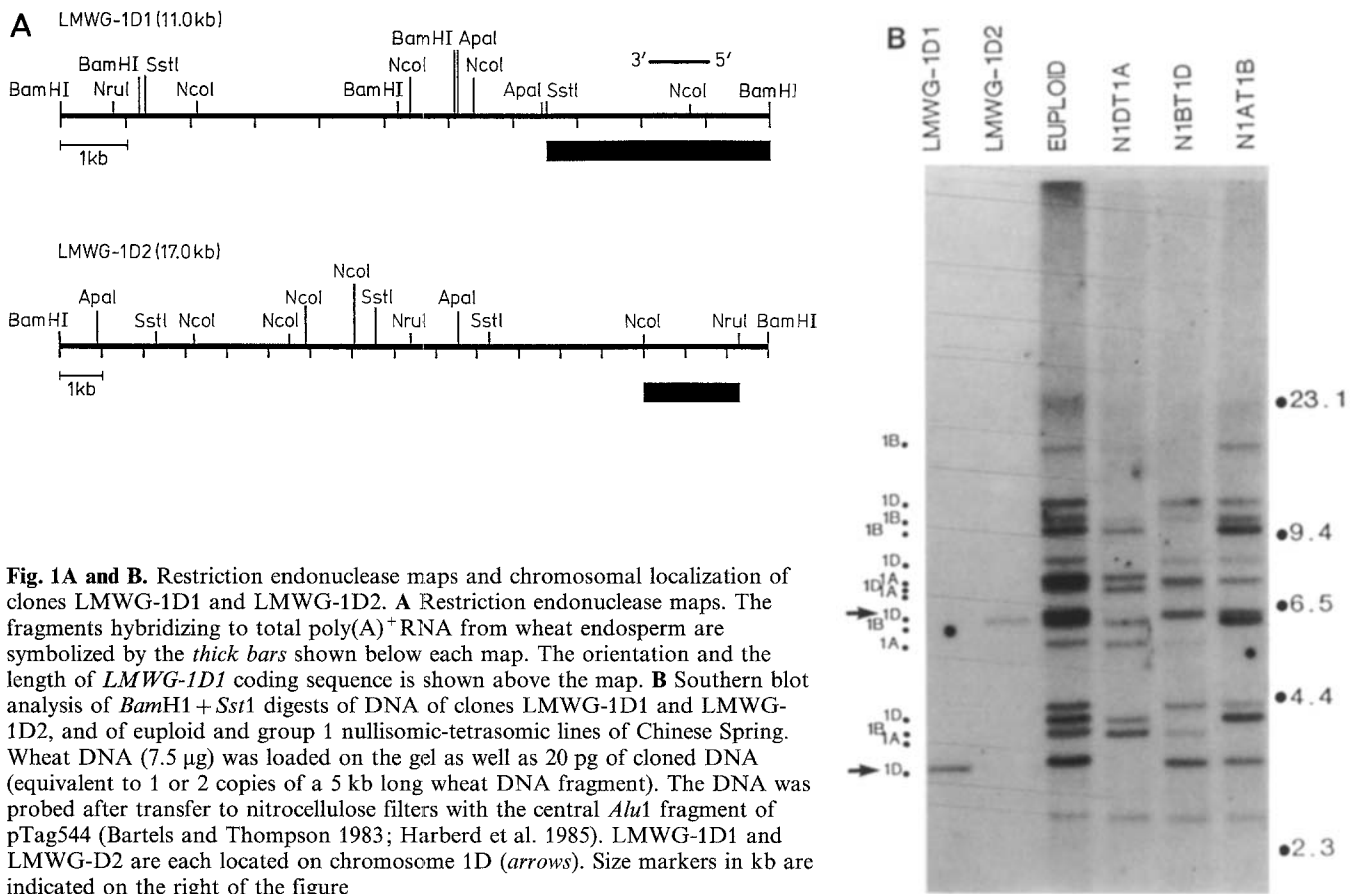 A
LMWG-1D1 (11.0kb)
BamHI ApaI
3' 5'
BamHI SstI
NcoI NcoI
BamHI NruI NcoI BamHI ApaI SstI NcoI BamHI
1kb
LMWG-1D2 (17.0kb)
NcoI
ApaI NcoI SstI ApaI
BamHI SstI NcoI NcoI NruI SstI NcoI NruI BamHI
1kb
Fig. 1A and B. Restriction endonuclease maps and chromosomal localization of
clones LMWG-1D1 and LMWG-1D2. A Restriction endonuclease maps. The
fragments hybridizing to total poly(A)⁺RNA from wheat endosperm are
symbolized by the thick bars shown below each map. The orientation and the
length of LMWG-1D1 coding sequence is shown above the map. B Southern blot
analysis of BamH1 + Sst1 digests of DNA of clones LMWG-1D1 and LMWG-
1D2, and of euploid and group 1 nullisomic-tetrasomic lines of Chinese Spring.
Wheat DNA (7.5 µg) was loaded on the gel as well as 20 pg of cloned DNA
(equivalent to 1 or 2 copies of a 5 kb long wheat DNA fragment). The DNA was
probed after transfer to nitrocellulose filters with the central Alu1 fragment of
pTag544 (Bartels and Thompson 1983; Harberd et al. 1985). LMWG-1D1 and
LMWG-D2 are each located on chromosome 1D (arrows). Size markers in kb are
indicated on the right of the figure
B
LMWG-1D1
LMWG-1D2
EUPLOID
N1DT1A
N1BT1D
N1AT1B
23.1
1B
1D
1B
1B
9.4
1D
1A
1D 1A
6.5
1D
1B
1A
4.4
1D
1B
1A
1D
2.3